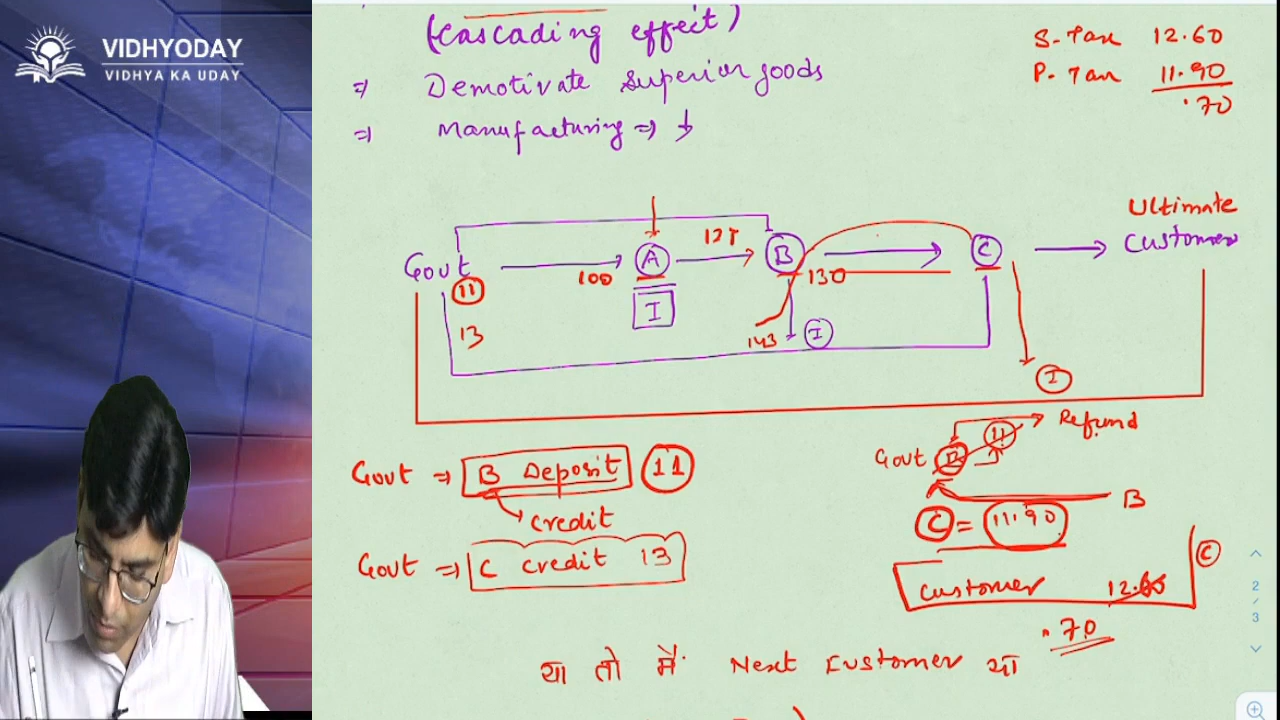 VIDHYODAY
VIDHYA KA UDAY
(Cascading effect)
⇒ Demotivate superior goods
⇒ Manufacturing ⇒ ↓
S. Tax 12.60
P. Tax 11.90
.70
Govt → 100 A → B → C → Ultimate Customer
11
13
130
143
I
I
I
Govt ⇒ B Deposit 11
credit
Govt ⇒ C credit 13
Refund
11
Govt
B
C = 11.90
Customer 12.60
C
.70
या तो मैं Next customer या
2
/
3